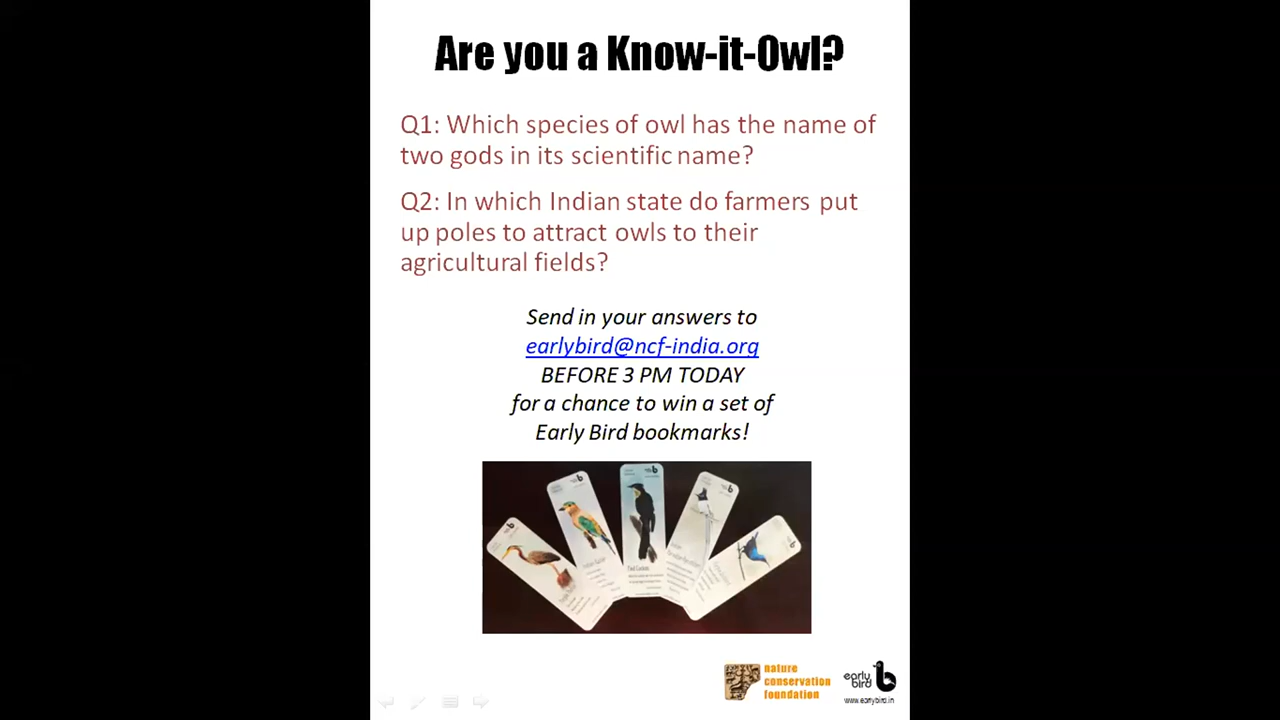 Are you a Know-it-Owl?
Q1: Which species of owl has the name of
two gods in its scientific name?
Q2: In which Indian state do farmers put
up poles to attract owls to their
agricultural fields?
Send in your answers to
earlybird@ncf-india.org
BEFORE 3 PM TODAY
for a chance to win a set of
Early Bird bookmarks!
nature
conservation
foundation
early
bird
www.earlybird.in